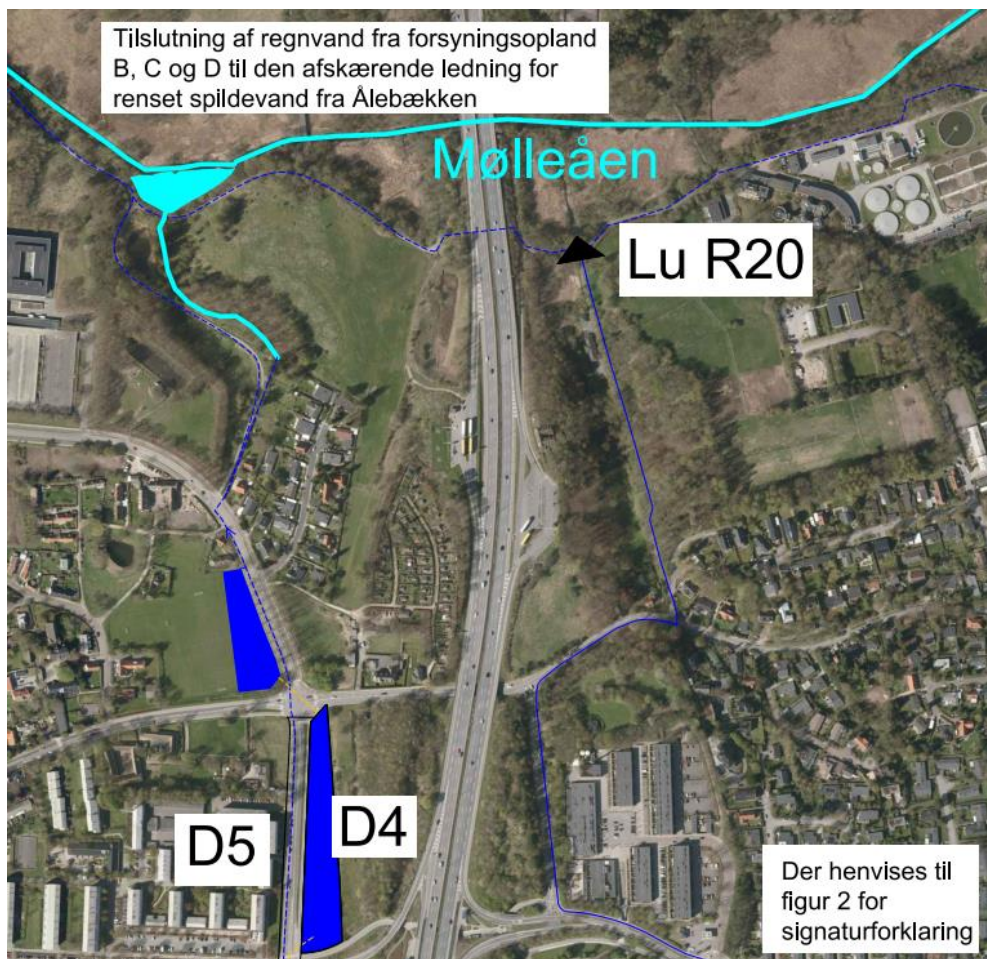 Tilslutning af regnvand fra forsyningsopland
B, C og D til den afskærende ledning for
renset spildevand fra Ålebækken
Mølleåen
Lu R20
D5
D4
Der henvises til
figur 2 for
signaturforklaring